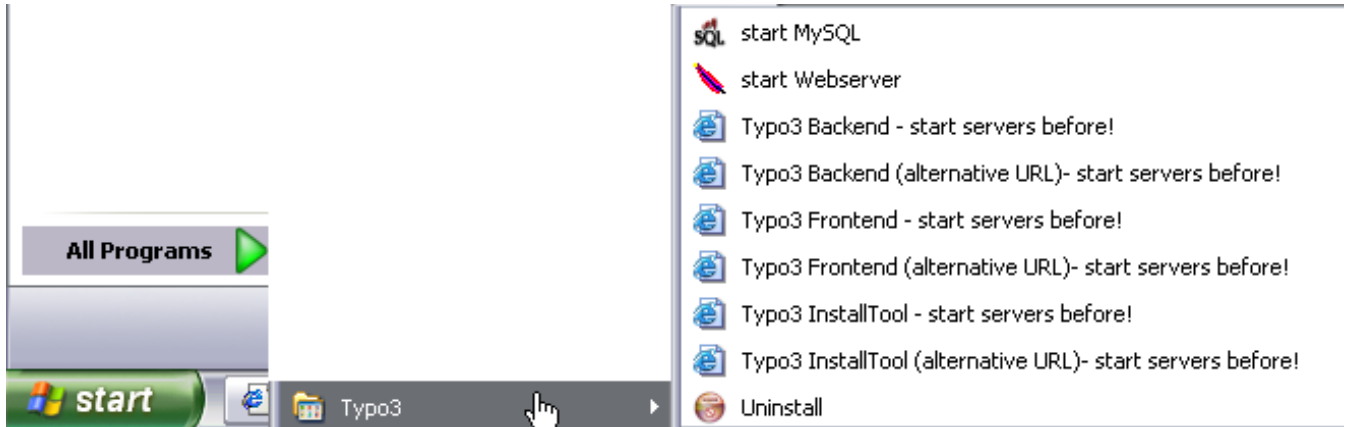 start MySQL
start Webserver
Typo3 Backend - start servers before!
Typo3 Backend (alternative URL)- start servers before!
Typo3 Frontend - start servers before!
Typo3 Frontend (alternative URL)- start servers before!
Typo3 InstallTool - start servers before!
Typo3 InstallTool (alternative URL)- start servers before!
Uninstall
All Programs
start
Typo3